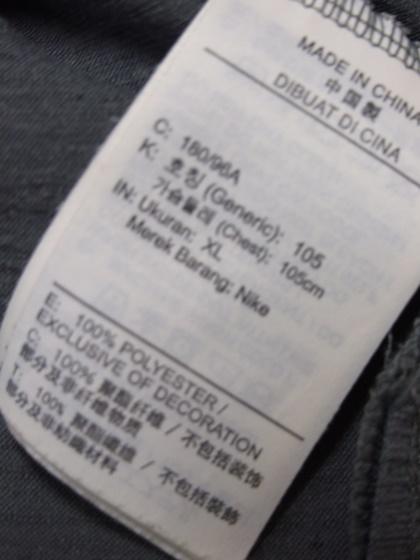 MADE IN CHINA
中国製
DIBUAT DI CINA
C: 180/96A
K: 호칭 (Generic): 105
가슴둘레 (Chest): 105cm
IN: Ukuran: XL
Merek Barang: Nike
E: 100% POLYESTER /
EXCLUSIVE OF DECORATION
C: 100% 聚酯纤维 / 不包括装饰
部分及非纤维物质
T: 100% 聚酯纖維 / 不包括裝飾
部分及非紡織材料